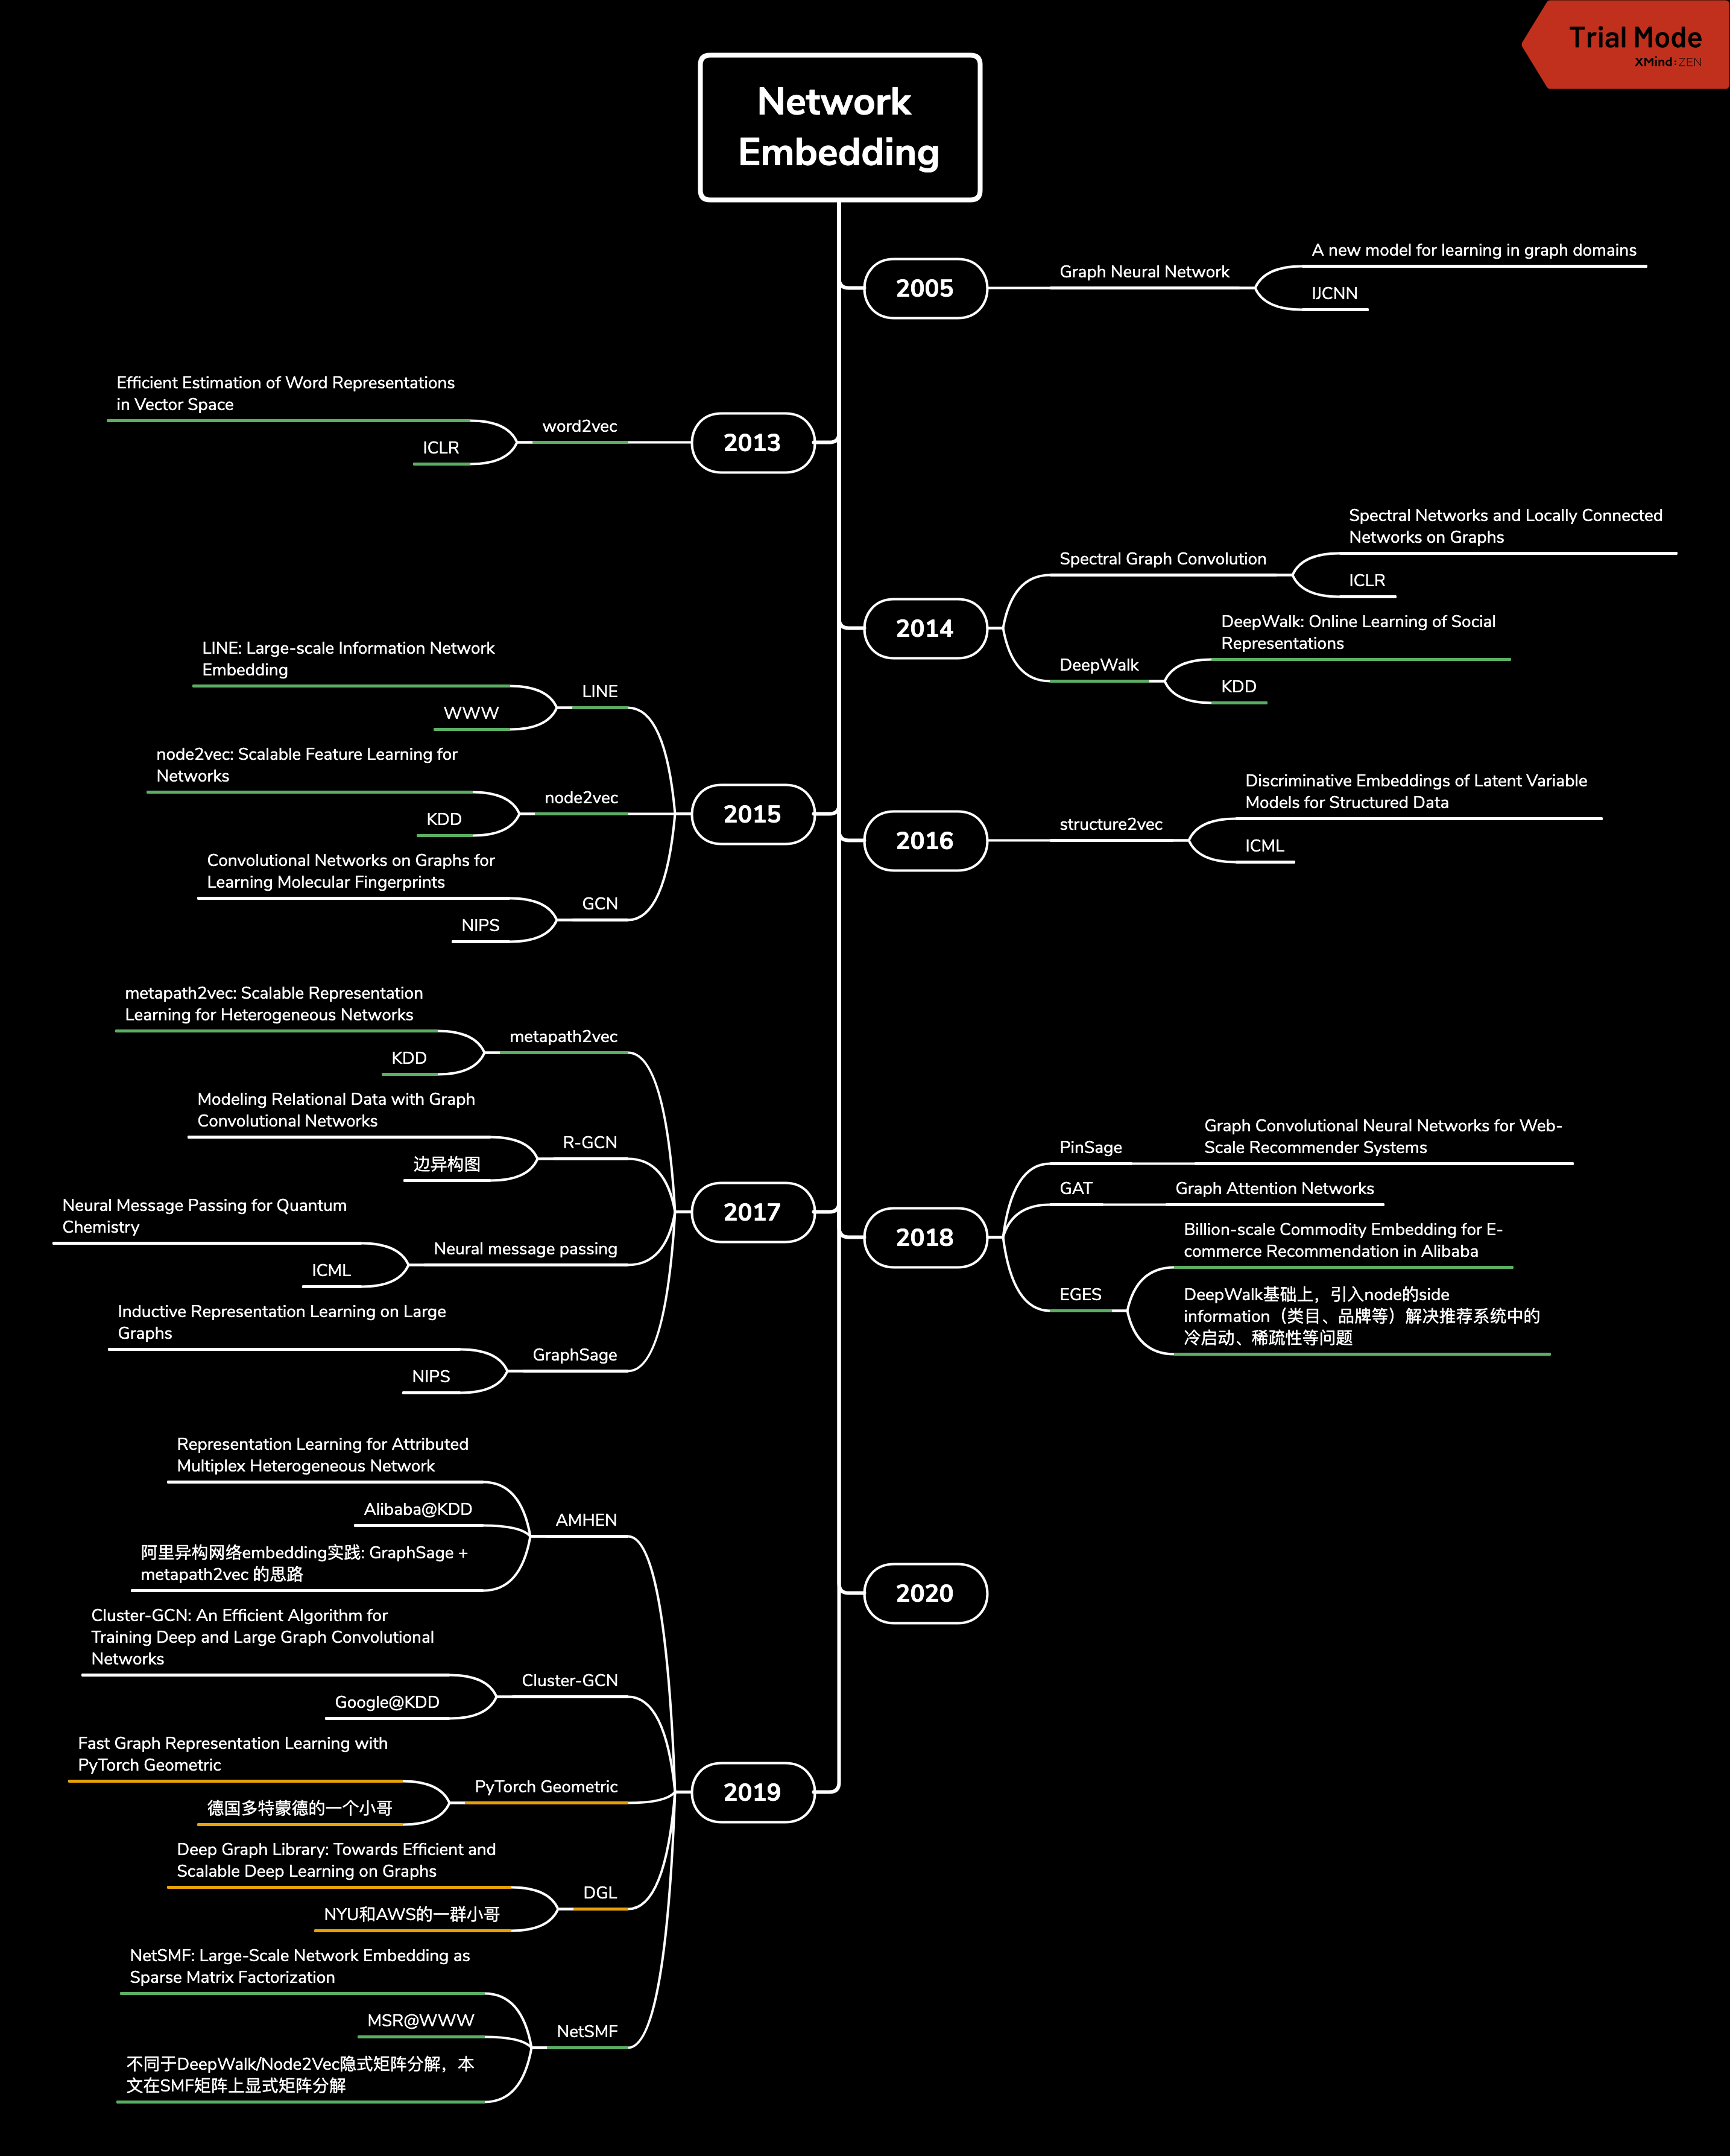 Trial Mode
XMind:ZEN
Network
Embedding
2005
Graph Neural Network
A new model for learning in graph domains
IJCNN
2013
word2vec
Efficient Estimation of Word Representations
in Vector Space
ICLR
2014
Spectral Graph Convolution
Spectral Networks and Locally Connected
Networks on Graphs
ICLR
DeepWalk
DeepWalk: Online Learning of Social
Representations
KDD
2015
LINE
LINE: Large-scale Information Network
Embedding
WWW
node2vec
node2vec: Scalable Feature Learning for
Networks
KDD
GCN
Convolutional Networks on Graphs for
Learning Molecular Fingerprints
NIPS
2016
structure2vec
Discriminative Embeddings of Latent Variable
Models for Structured Data
ICML
2017
metapath2vec
metapath2vec: Scalable Representation
Learning for Heterogeneous Networks
KDD
R-GCN
Modeling Relational Data with Graph
Convolutional Networks
边异构图
Neural message passing
Neural Message Passing for Quantum
Chemistry
ICML
GraphSage
Inductive Representation Learning on Large
Graphs
NIPS
2018
PinSage
Graph Convolutional Neural Networks for Web-
Scale Recommender Systems
GAT
Graph Attention Networks
EGES
Billion-scale Commodity Embedding for E-
commerce Recommendation in Alibaba
DeepWalk基础上，引入node的side
information（类目、品牌等）解决推荐系统中的
冷启动、稀疏性等问题
2019
AMHEN
Representation Learning for Attributed
Multiplex Heterogeneous Network
Alibaba@KDD
阿里异构网络embedding实践: GraphSage +
metapath2vec 的思路
Cluster-GCN
Cluster-GCN: An Efficient Algorithm for
Training Deep and Large Graph Convolutional
Networks
Google@KDD
PyTorch Geometric
Fast Graph Representation Learning with
PyTorch Geometric
德国多特蒙德的一个小哥
DGL
Deep Graph Library: Towards Efficient and
Scalable Deep Learning on Graphs
NYU和AWS的一群小哥
NetSMF
NetSMF: Large-Scale Network Embedding as
Sparse Matrix Factorization
MSR@WWW
不同于DeepWalk/Node2Vec隐式矩阵分解，本
文在SMF矩阵上显式矩阵分解
2020